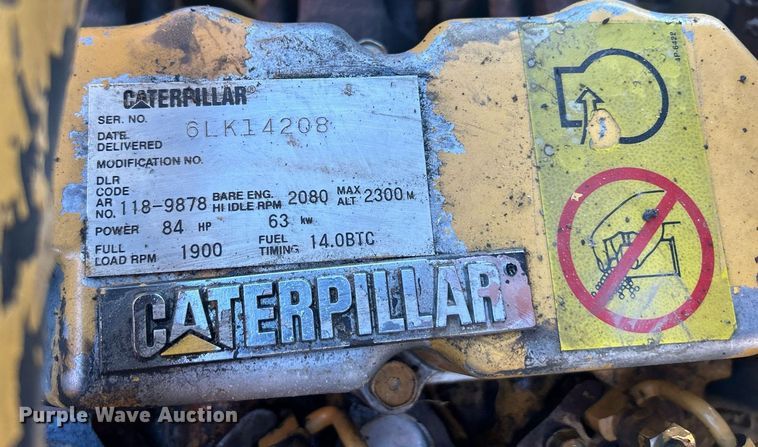 CATERPILLAR
SER. NO. 6LK14208
DATE
DELIVERED
MODIFICATION NO.
DLR
CODE
AR
NO. 118-9878 BARE ENG. HI IDLE RPM 2080 MAX ALT 2300 M
POWER 84 HP 63 kw
FULL
LOAD RPM 1900 FUEL TIMING 14.0BTC
CATERPILLAR
4P-6422
Purple Wave Auction